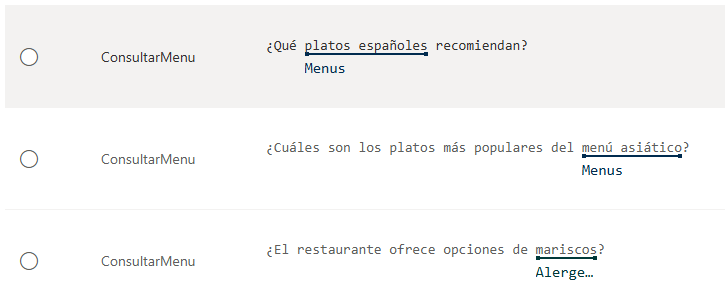 ConsultarMenu
¿Qué platos españoles recomiendan?
Menus
ConsultarMenu
¿Cuáles son los platos más populares del menú asiático?
Menus
ConsultarMenu
¿El restaurante ofrece opciones de mariscos?
Alerge…